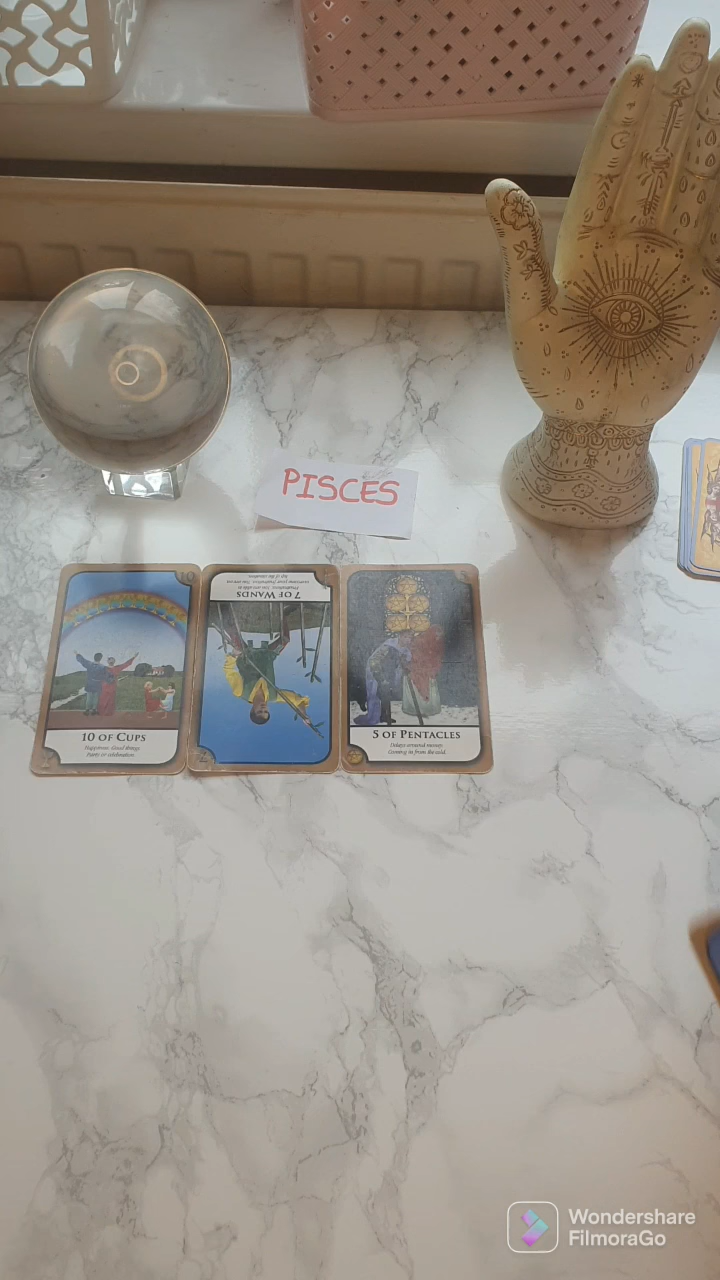 PISCES
10 OF CUPS
Happiness. Good things.
Party or celebration.
7 OF WANDS
5 OF PENTACLES
Delays around money.
Coming in from the cold.
Wondershare
FilmoraGo